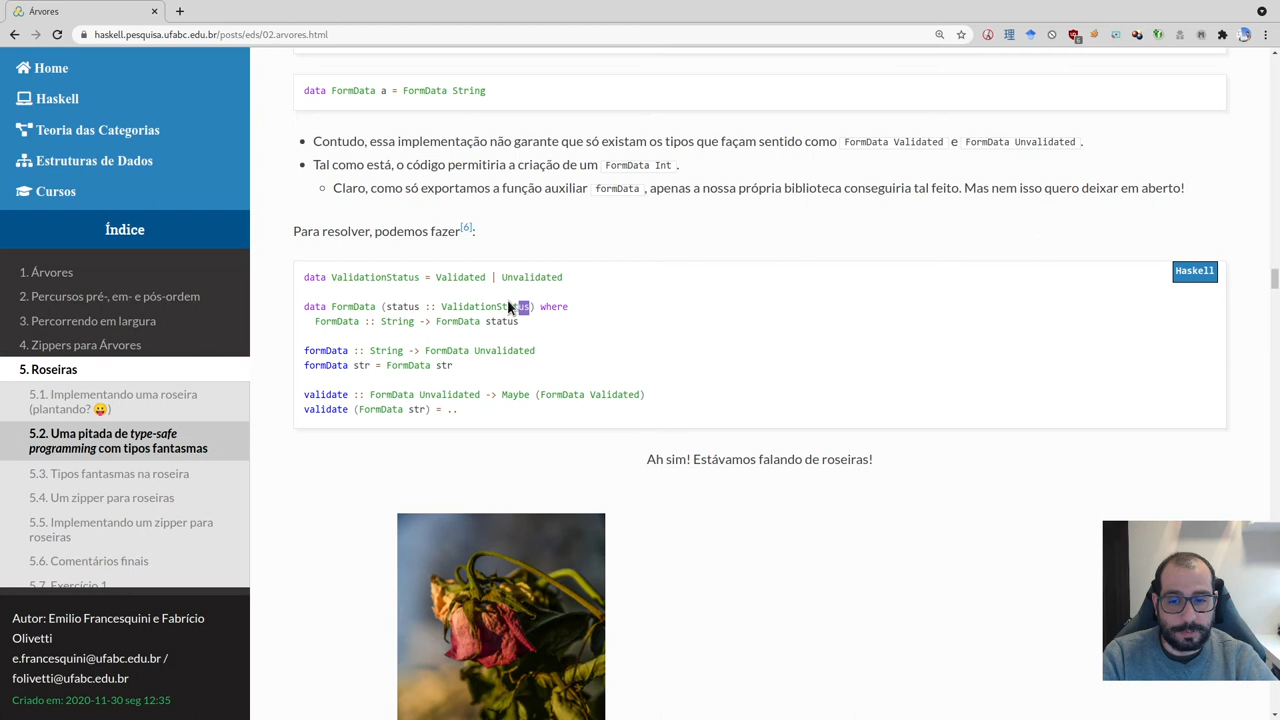 Árvores
haskell.pesquisa.ufabc.edu.br/posts/eds/02.arvores.html
Home
Haskell
Teoria das Categorias
Estruturas de Dados
Cursos
Índice
1. Árvores
2. Percursos pré-, em- e pós-ordem
3. Percorrendo em largura
4. Zippers para Árvores
5. Roseiras
5.1. Implementando uma roseira
(plantando? 😛)
5.2. Uma pitada de type-safe
programming com tipos fantasmas
5.3. Tipos fantasmas na roseira
5.4. Um zipper para roseiras
5.5. Implementando um zipper para
roseiras
5.6. Comentários finais
5.7. Exercício 1
Autor: Emilio Francesquini e Fabrício
Olivetti
e.francesquini@ufabc.edu.br /
folivetti@ufabc.edu.br
Criado em: 2020-11-30 seg 12:35
data FormData a = FormData String
Contudo, essa implementação não garante que só existam os tipos que façam sentido como FormData Validated e FormData Unvalidated.
Tal como está, o código permitiria a criação de um FormData Int.
Claro, como só exportamos a função auxiliar formData, apenas a nossa própria biblioteca conseguiria tal feito. Mas nem isso quero deixar em aberto!
Para resolver, podemos fazer[6]:
Haskell
data ValidationStatus = Validated | Unvalidated
data FormData (status :: ValidationStatus) where
FormData :: String -> FormData status
formData :: String -> FormData Unvalidated
formData str = FormData str
validate :: FormData Unvalidated -> Maybe (FormData Validated)
validate (FormData str) = ..
Ah sim! Estávamos falando de roseiras!